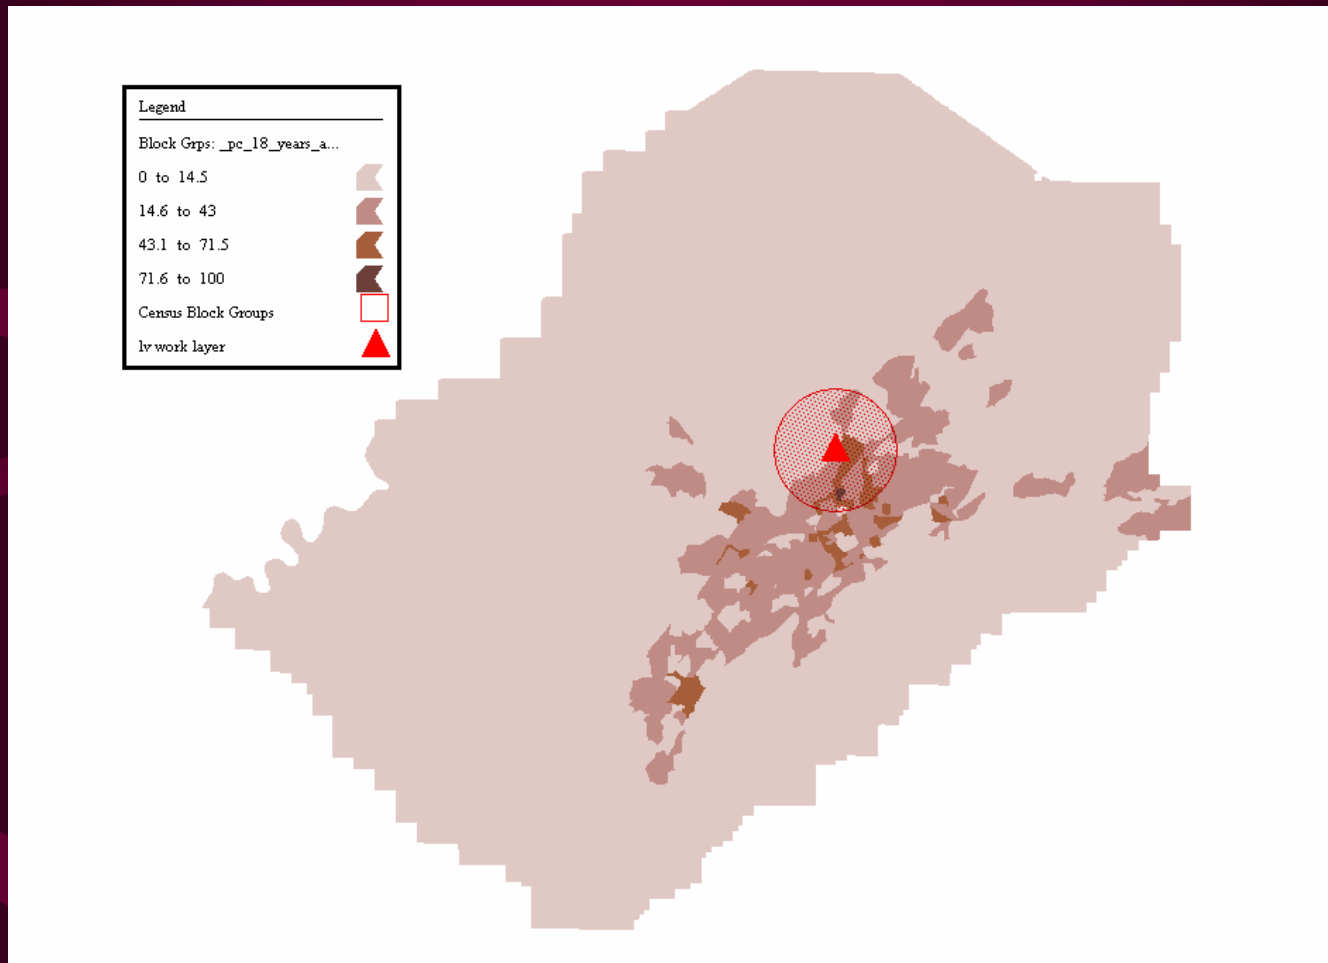 Legend
Block Grps: _pc_18_years_a...
0 to 14.5
14.6 to 43
43.1 to 71.5
71.6 to 100
Census Block Groups
lv work layer